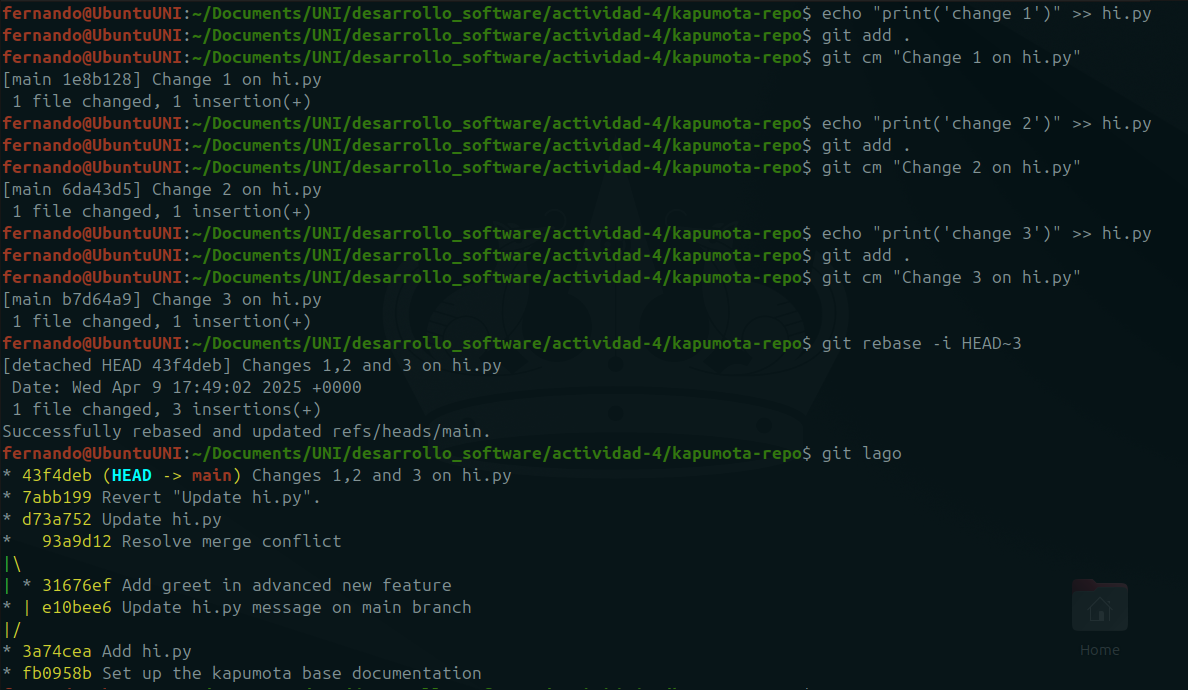 fernando@UbuntuUNI:~/Documents/UNI/desarrollo_software/actividad-4/kapumota-repo$ echo "print('change 1')" >> hi.py
fernando@UbuntuUNI:~/Documents/UNI/desarrollo_software/actividad-4/kapumota-repo$ git add .
fernando@UbuntuUNI:~/Documents/UNI/desarrollo_software/actividad-4/kapumota-repo$ git cm "Change 1 on hi.py"
[main 1e8b128] Change 1 on hi.py
 1 file changed, 1 insertion(+)
fernando@UbuntuUNI:~/Documents/UNI/desarrollo_software/actividad-4/kapumota-repo$ echo "print('change 2')" >> hi.py
fernando@UbuntuUNI:~/Documents/UNI/desarrollo_software/actividad-4/kapumota-repo$ git add .
fernando@UbuntuUNI:~/Documents/UNI/desarrollo_software/actividad-4/kapumota-repo$ git cm "Change 2 on hi.py"
[main 6da43d5] Change 2 on hi.py
 1 file changed, 1 insertion(+)
fernando@UbuntuUNI:~/Documents/UNI/desarrollo_software/actividad-4/kapumota-repo$ echo "print('change 3')" >> hi.py
fernando@UbuntuUNI:~/Documents/UNI/desarrollo_software/actividad-4/kapumota-repo$ git add .
fernando@UbuntuUNI:~/Documents/UNI/desarrollo_software/actividad-4/kapumota-repo$ git cm "Change 3 on hi.py"
[main b7d64a9] Change 3 on hi.py
 1 file changed, 1 insertion(+)
fernando@UbuntuUNI:~/Documents/UNI/desarrollo_software/actividad-4/kapumota-repo$ git rebase -i HEAD~3
[detached HEAD 43f4deb] Changes 1,2 and 3 on hi.py
 Date: Wed Apr 9 17:49:02 2025 +0000
 1 file changed, 3 insertions(+)
Successfully rebased and updated refs/heads/main.
fernando@UbuntuUNI:~/Documents/UNI/desarrollo_software/actividad-4/kapumota-repo$ git lago
* 43f4deb (HEAD -> main) Changes 1,2 and 3 on hi.py
* 7abb199 Revert "Update hi.py".
* d73a752 Update hi.py
*   93a9d12 Resolve merge conflict
|\
| * 31676ef Add greet in advanced new feature
* | e10bee6 Update hi.py message on main branch
|/
* 3a74cea Add hi.py
* fb0958b Set up the kapumota base documentation
Home